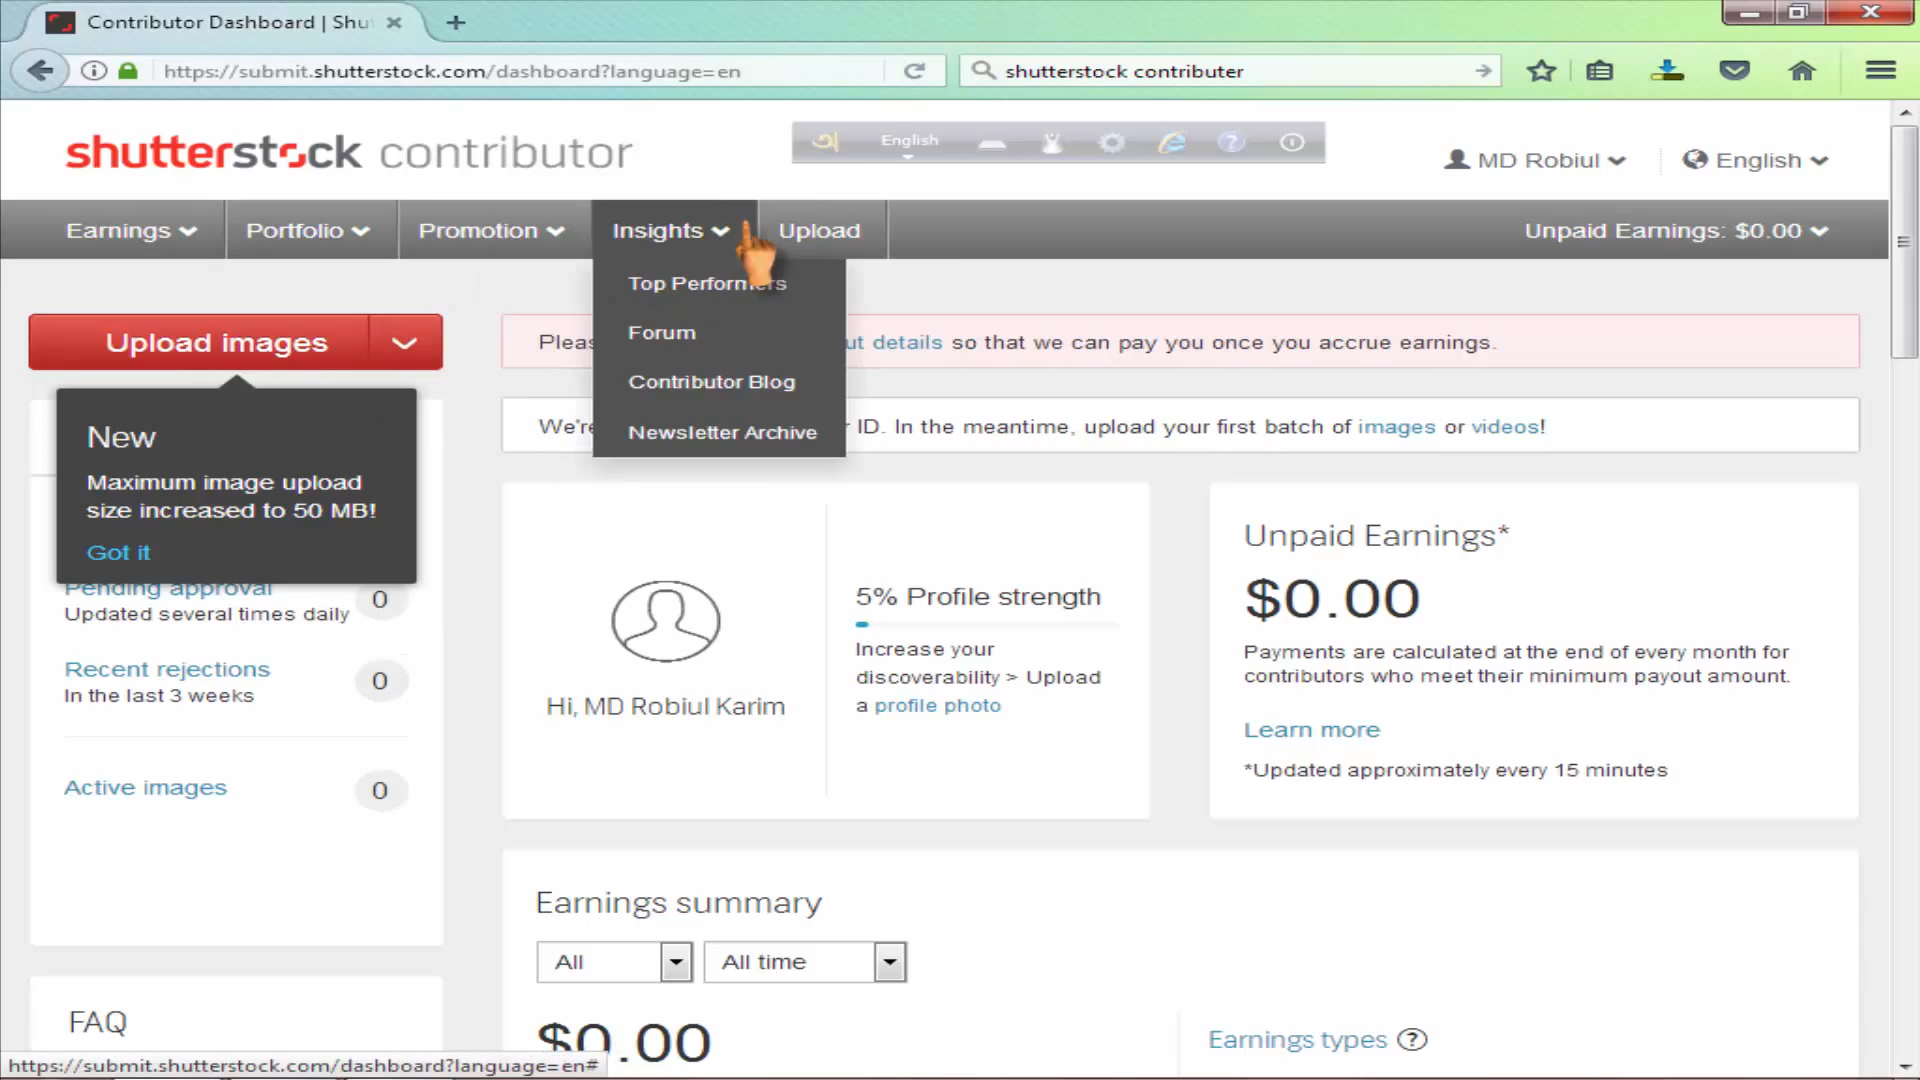 Contributor Dashboard | Shut
https://submit.shutterstock.com/dashboard?language=en
shutterstock contributer
shutterstock contributor
English
MD Robiul
English
Earnings
Portfolio
Promotion
Insights
Upload
Unpaid Earnings: $0.00
Top Performers
Forum
Contributor Blog
Newsletter Archive
Upload images
New
Maximum image upload
size increased to 50 MB!
Got it
details so that we can pay you once you accrue earnings.
ID. In the meantime, upload your first batch of images or videos!
Pending approval
Updated several times daily
0
Recent rejections
In the last 3 weeks
0
Active images
0
FAQ
Hi, MD Robiul Karim
5% Profile strength
Increase your
discoverability > Upload
a profile photo
Unpaid Earnings*
$0.00
Payments are calculated at the end of every month for
contributors who meet their minimum payout amount.
Learn more
*Updated approximately every 15 minutes
Earnings summary
All
All time
$0.00
Earnings types ?
https://submit.shutterstock.com/dashboard?language=en#